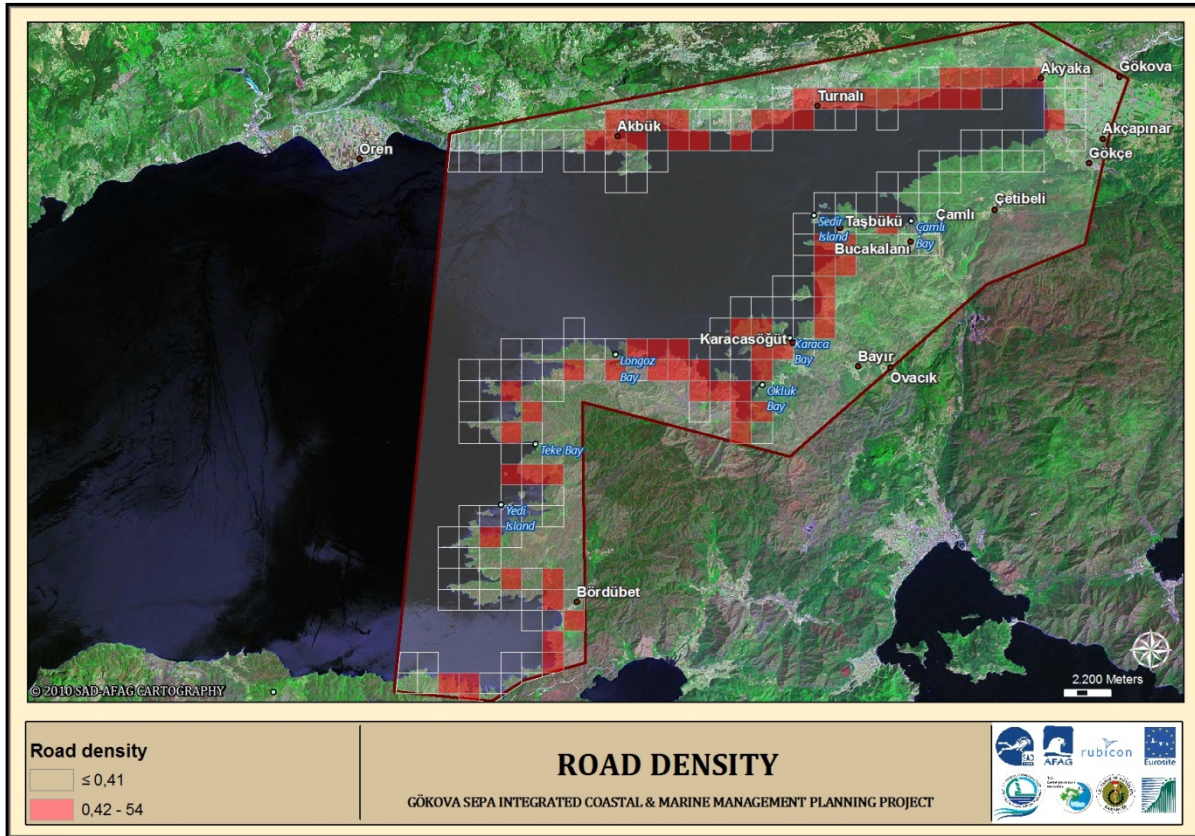 Gökova
Akyaka
Turnalı
Akbük
Akçapınar
Ören
Gökçe
Çetibeli
Sedir
Island
Taşbükü
Çamlı
Çamlı
Bay
Bucakalanı
Karacasöğüt
Karaca
Bay
Longoz
Bay
Bayır
Ovacık
Okluk
Bay
Teke Bay
Yedi
Island
Bördübet
© 2010 SAD-AFAG CARTOGRAPHY
2.200 Meters
Road density
≤ 0,41
0,42 - 54
ROAD DENSITY
GÖKOVA SEPA INTEGRATED COASTAL & MARINE MANAGEMENT PLANNING PROJECT
SAD
AFAG
rubicon
Eurosite